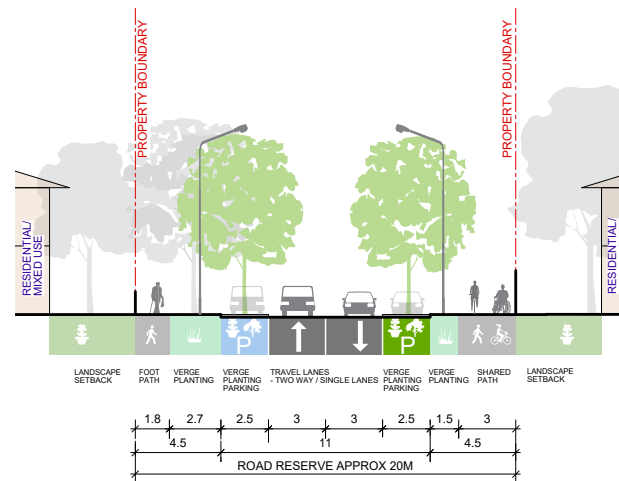 PROPERTY BOUNDARY
PROPERTY BOUNDARY
RESIDENTIAL/
MIXED USE
RESIDENTIAL/
P
P
LANDSCAPE
SETBACK
FOOT
PATH
VERGE
PLANTING
VERGE
PLANTING
PARKING
TRAVEL LANES
- TWO WAY / SINGLE LANES
VERGE
PLANTING
PARKING
VERGE
PLANTING
SHARED
PATH
LANDSCAPE
SETBACK
1.8 2.7 2.5 3 3 2.5 1.5 3
4.5 11 4.5
ROAD RESERVE APPROX 20M